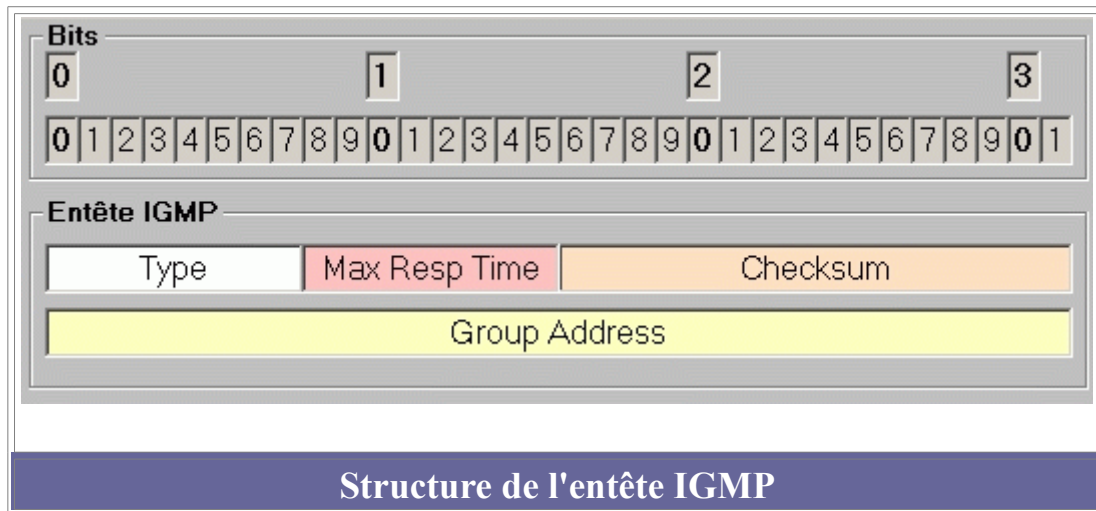 Bits
0 1 2 3
0 1 2 3 4 5 6 7 8 9 0 1 2 3 4 5 6 7 8 9 0 1 2 3 4 5 6 7 8 9 0 1
Entête IGMP
Type Max Resp Time Checksum
Group Address
Structure de l'entête IGMP